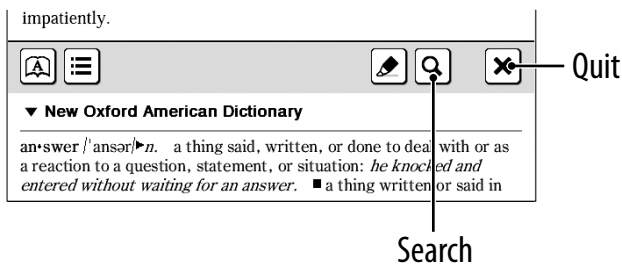 impatiently.
A
Quit
▼ New Oxford American Dictionary
an•swer /ˈansər/▶n. a thing said, written, or done to deal with or as
a reaction to a question, statement, or situation: he knocked and
entered without waiting for an answer. ■ a thing written or said in
Search